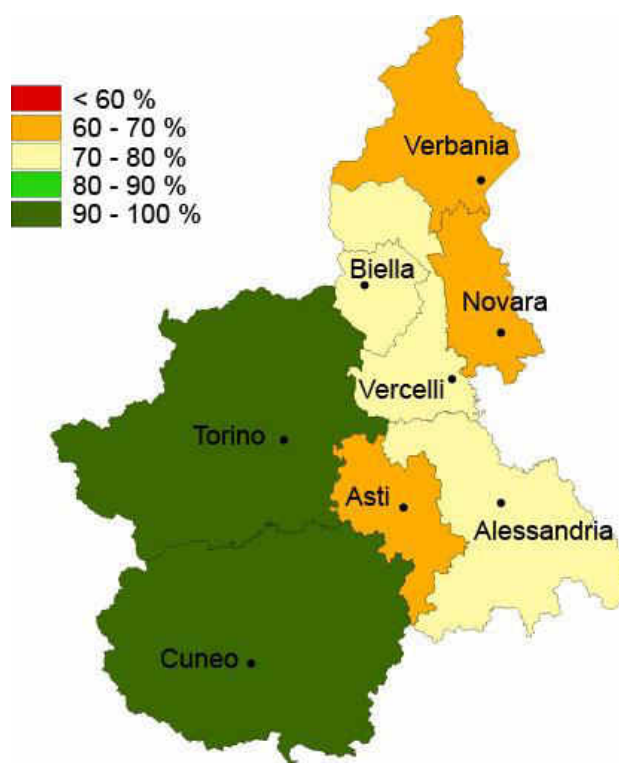 < 60 %
60 - 70 %
70 - 80 %
80 - 90 %
90 - 100 %
Verbania
Biella
Novara
Vercelli
Torino
Asti
Alessandria
Cuneo